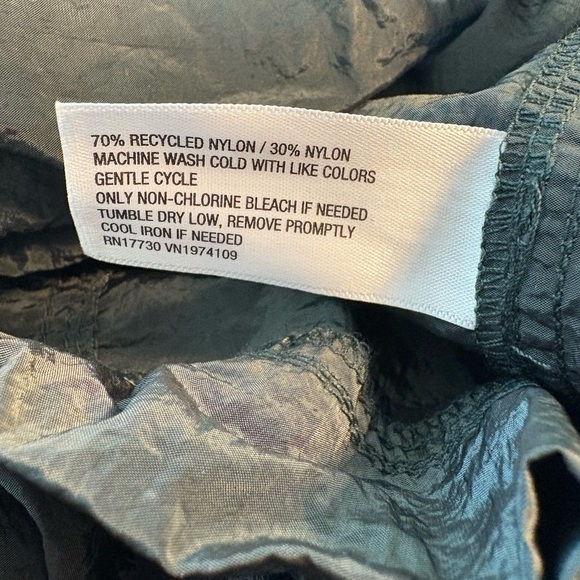 70% RECYCLED NYLON / 30% NYLON
MACHINE WASH COLD WITH LIKE COLORS
GENTLE CYCLE
ONLY NON-CHLORINE BLEACH IF NEEDED
TUMBLE DRY LOW, REMOVE PROMPTLY
COOL IRON IF NEEDED
RN17730 VN1974109